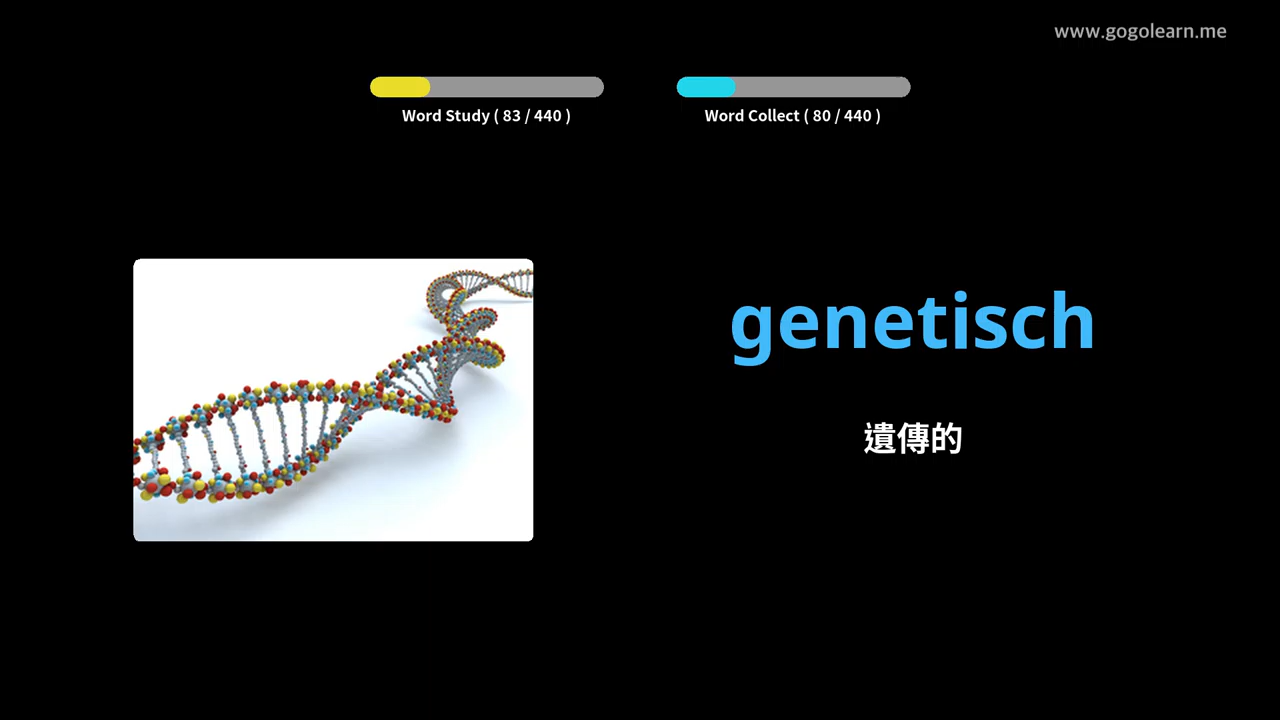 www.gogolearn.me
Word Study ( 83 / 440 )
Word Collect ( 80 / 440 )
genetisch
遺傳的